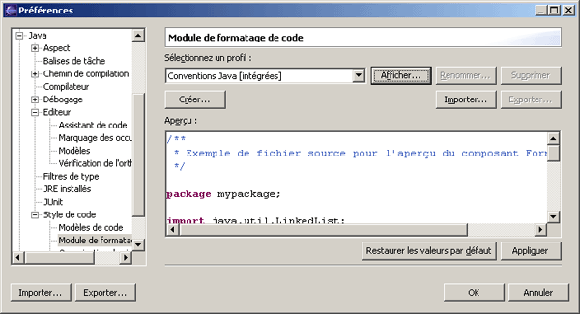 Préférences
Java
Aspect
Balises de tâche
Chemin de compilation
Compilateur
Débogage
Editeur
Assistant de code
Marquage des occu
Modèles
Vérification de l'orth
Filtres de type
JRE installés
JUnit
Style de code
Modèles de code
Module de formatag
Module de formatage de code
Sélectionnez un profil :
Conventions Java [intégrées]
Afficher...
Renommer...
Supprimer
Créer...
Importer...
Exporter...
Aperçu :
/**
* Exemple de fichier source pour l'aperçu du composant Form
*/
package mypackage;
import java.util.LinkedList;
Restaurer les valeurs par défaut
Appliquer
Importer...
Exporter...
OK
Annuler